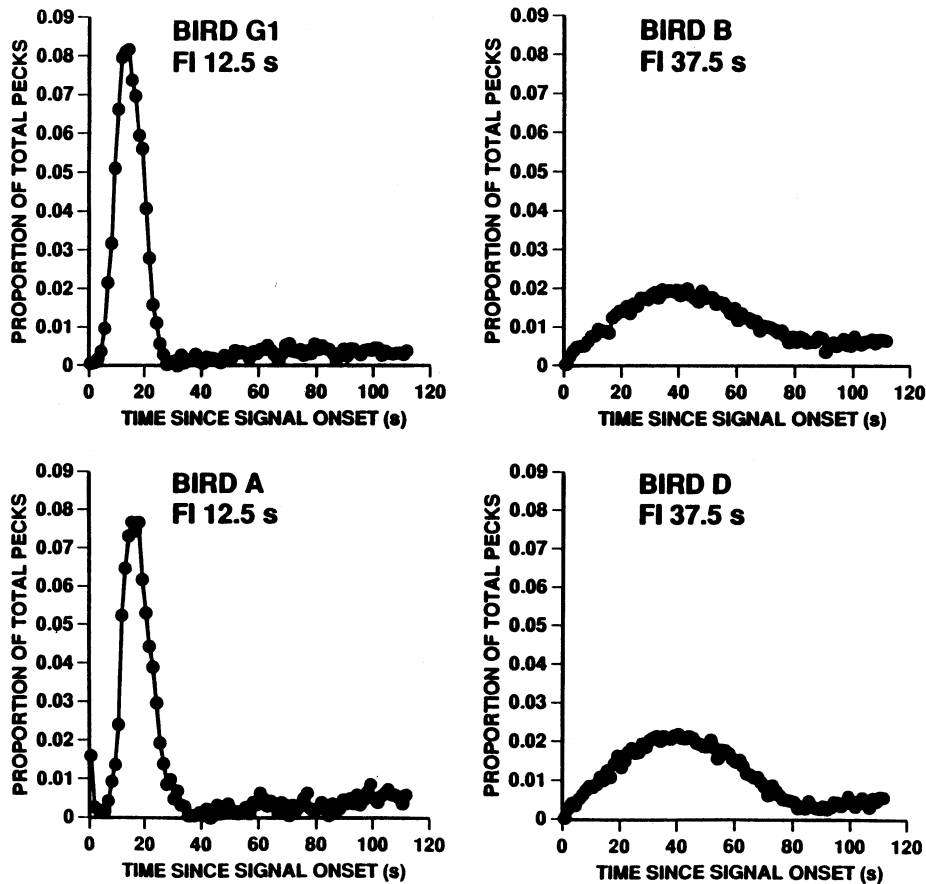 BIRD G1
FI 12.5 s
PROPORTION OF TOTAL PECKS
0.09
0.08
0.07
0.06
0.05
0.04
0.03
0.02
0.01
0
0 20 40 60 80 100 120
TIME SINCE SIGNAL ONSET (s)
BIRD B
FI 37.5 s
PROPORTION OF TOTAL PECKS
0.09
0.08
0.07
0.06
0.05
0.04
0.03
0.02
0.01
0
0 20 40 60 80 100 120
TIME SINCE SIGNAL ONSET (s)
BIRD A
FI 12.5 s
PROPORTION OF TOTAL PECKS
0.09
0.08
0.07
0.06
0.05
0.04
0.03
0.02
0.01
0
0 20 40 60 80 100 120
TIME SINCE SIGNAL ONSET (s)
BIRD D
FI 37.5 s
PROPORTION OF TOTAL PECKS
0.09
0.08
0.07
0.06
0.05
0.04
0.03
0.02
0.01
0
0 20 40 60 80 100 120
TIME SINCE SIGNAL ONSET (s)